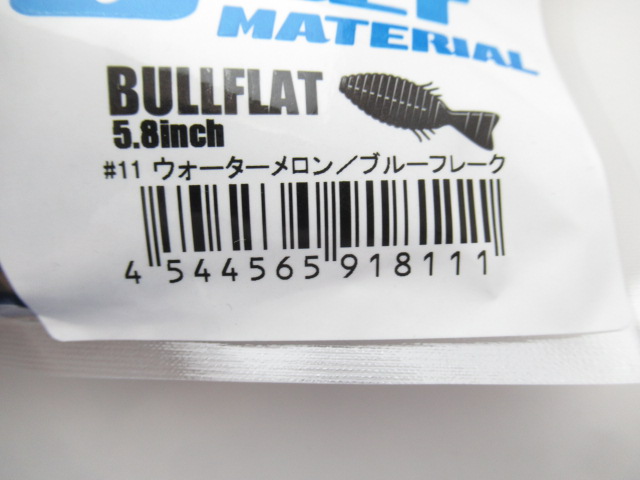 MATERIAL
BULLFLAT
5.8inch
#11 ウォーターメロン／ブルーフレーク
4 544565 918111